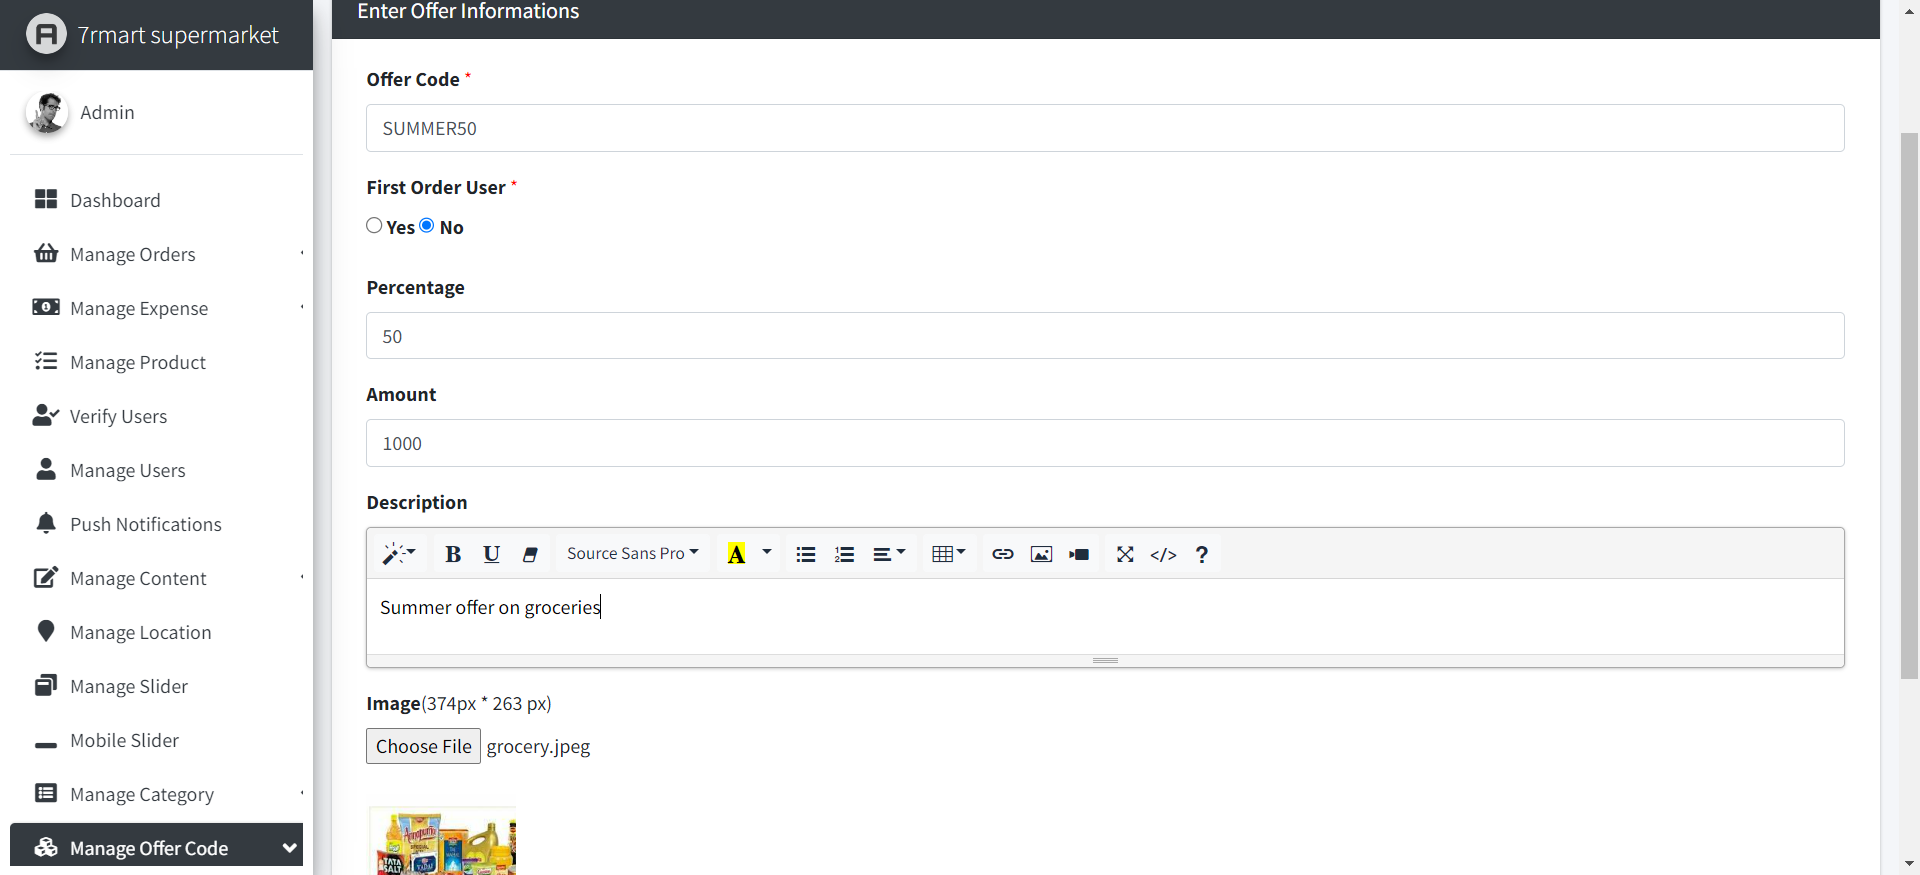 7rmart supermarket
Admin
Dashboard
Manage Orders
Manage Expense
Manage Product
Verify Users
Manage Users
Push Notifications
Manage Content
Manage Location
Manage Slider
Mobile Slider
Manage Category
Manage Offer Code
Enter Offer Informations
Offer Code *
SUMMER50
First Order User *
Yes No
Percentage
50
Amount
1000
Description
B U Source Sans Pro A </> ?
Summer offer on groceries
Image(374px * 263 px)
Choose File grocery.jpeg
Annapurna
TATA
SALT